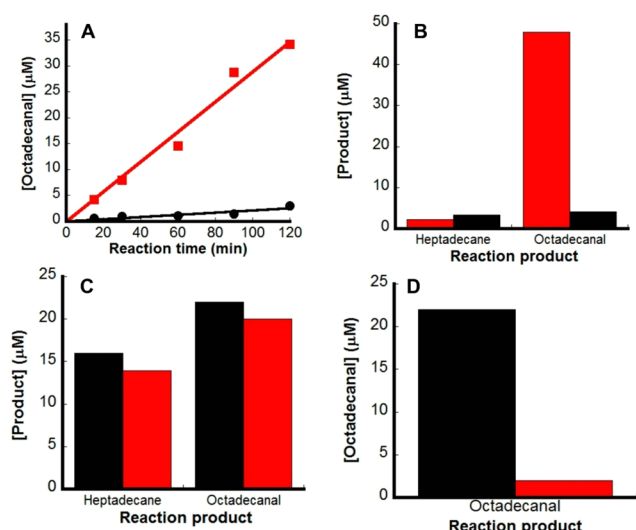 A
[Octadecanal] (µM)
35
30
25
20
15
10
5
0
0 20 40 60 80 100 120
Reaction time (min)
B
[Product] (µM)
50
40
30
20
10
0
Heptadecane Octadecanal
Reaction product
C
[Product] (µM)
25
20
15
10
5
0
Heptadecane Octadecanal
Reaction product
D
[Octadecanal] (µM)
25
20
15
10
5
0
Octadecanal
Reaction product